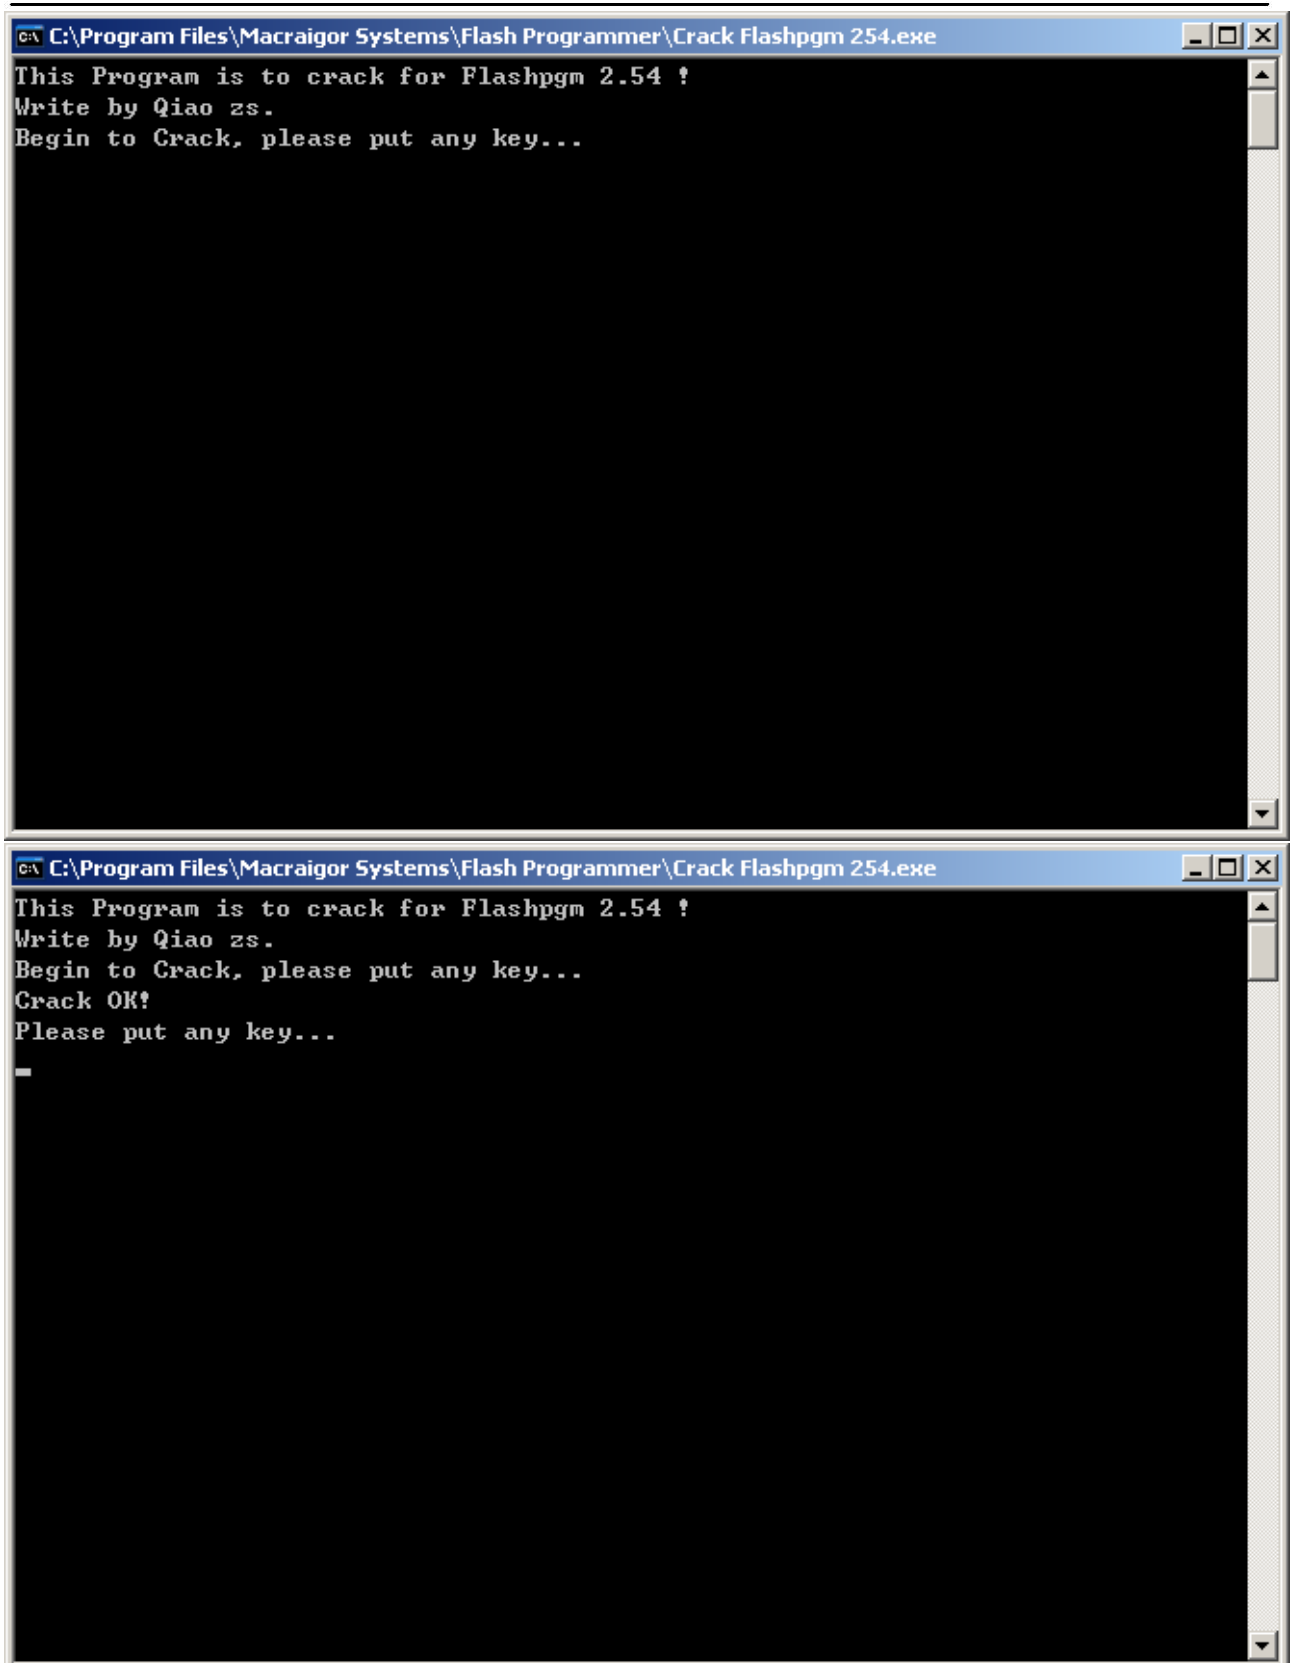 C:\Program Files\Macraigor Systems\Flash Programmer\Crack Flashpgm 254.exe
This Program is to crack for Flashpgm 2.54 !
Write by Qiao zs.
Begin to Crack, please put any key...
C:\Program Files\Macraigor Systems\Flash Programmer\Crack Flashpgm 254.exe
This Program is to crack for Flashpgm 2.54 !
Write by Qiao zs.
Begin to Crack, please put any key...
Crack OK!
Please put any key...